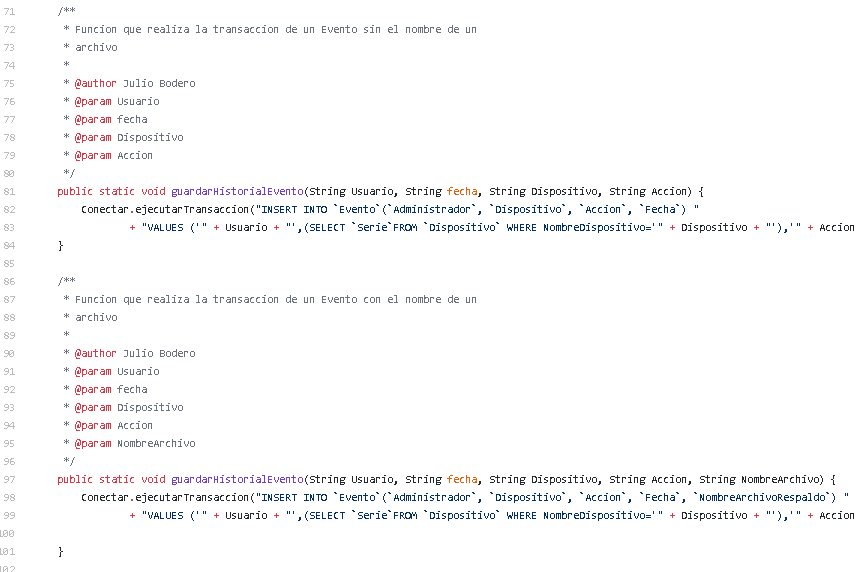 71 /**
72 * Funcion que realiza la transaccion de un Evento sin el nombre de un
73 * archivo
74 *
75 * @author Julio Bodero
76 * @param Usuario
77 * @param fecha
78 * @param Dispositivo
79 * @param Accion
80 */
81 public static void guardarHistorialEvento(String Usuario, String fecha, String Dispositivo, String Accion) {
82 Conectar.ejecutarTransaccion("INSERT INTO `Evento`(`Administrador`, `Dispositivo`, `Accion`, `Fecha`) "
83 + "VALUES ('" + Usuario + "',(SELECT `Serie`FROM `Dispositivo` WHERE NombreDispositivo='" + Dispositivo + "'),'" + Accion
84 }
85
86 /**
87 * Funcion que realiza la transaccion de un Evento con el nombre de un
88 * archivo
89 *
90 * @author Julio Bodero
91 * @param Usuario
92 * @param fecha
93 * @param Dispositivo
94 * @param Accion
95 * @param NombreArchivo
96 */
97 public static void guardarHistorialEvento(String Usuario, String fecha, String Dispositivo, String Accion, String NombreArchivo) {
98 Conectar.ejecutarTransaccion("INSERT INTO `Evento`(`Administrador`, `Dispositivo`, `Accion`, `Fecha`, `NombreArchivoRespaldo`) "
99 + "VALUES ('" + Usuario + "',(SELECT `Serie`FROM `Dispositivo` WHERE NombreDispositivo='" + Dispositivo + "'),'" + Accion
100
101 }
102